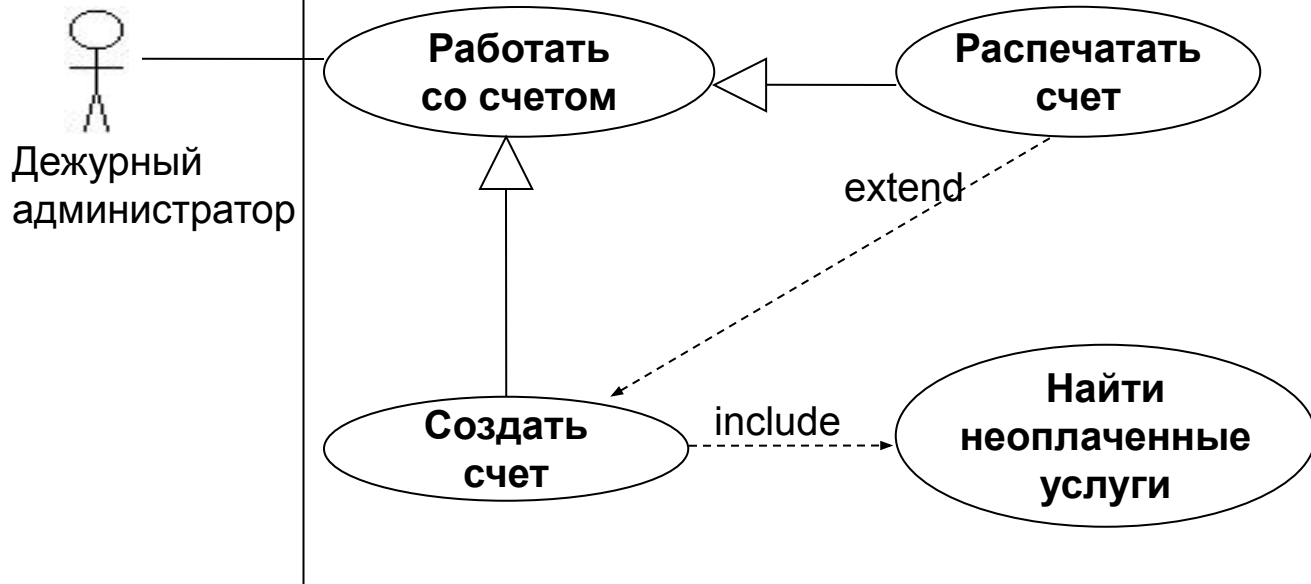 Работать
со счетом
Распечатать
счет
Дежурный
администратор
extend
Создать
счет
include
Найти
неоплаченные
услуги